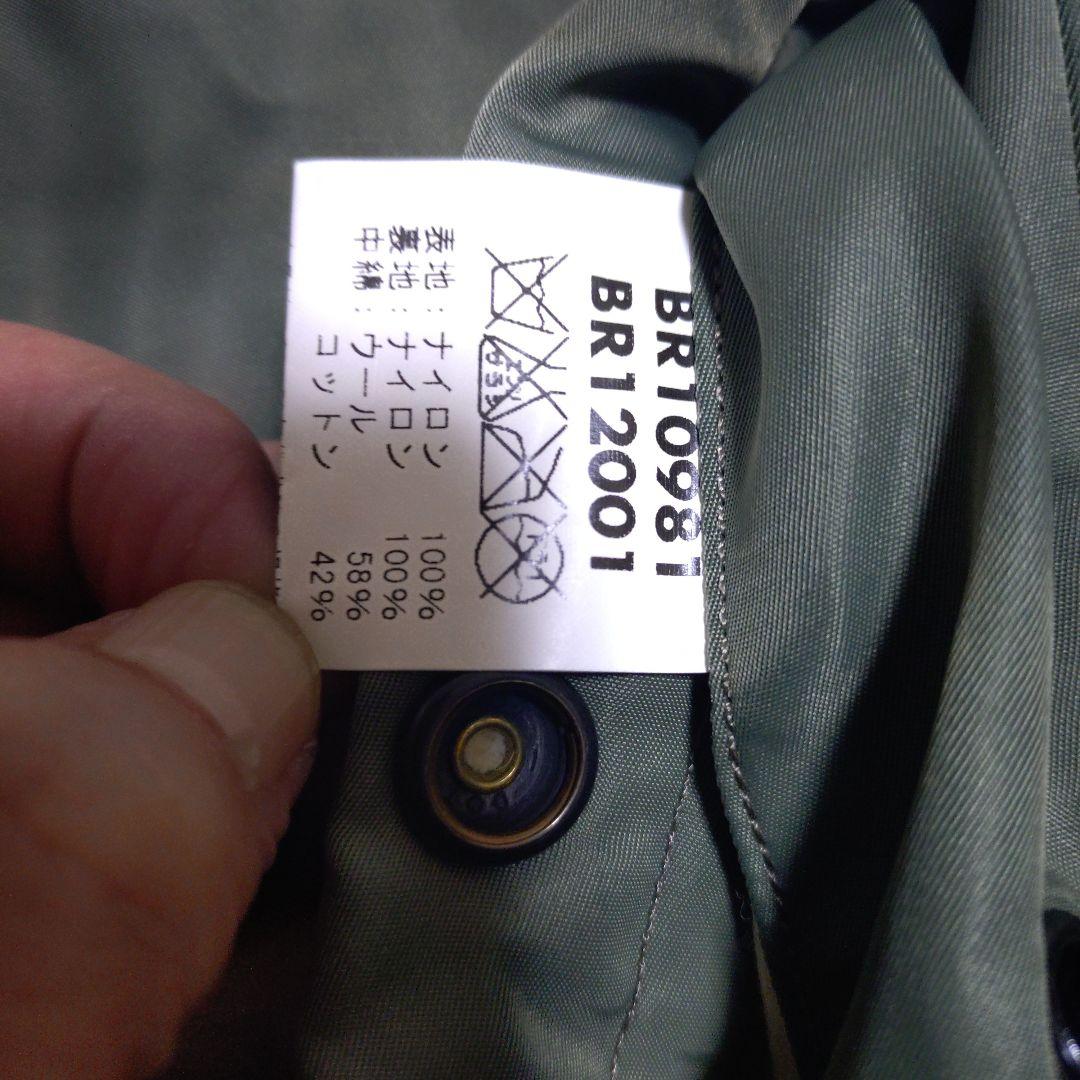 BR10981
BR12001
表地：ナイロン 100%
裏地：ナイロン 100%
中綿：ウール 58%
コットン 42%